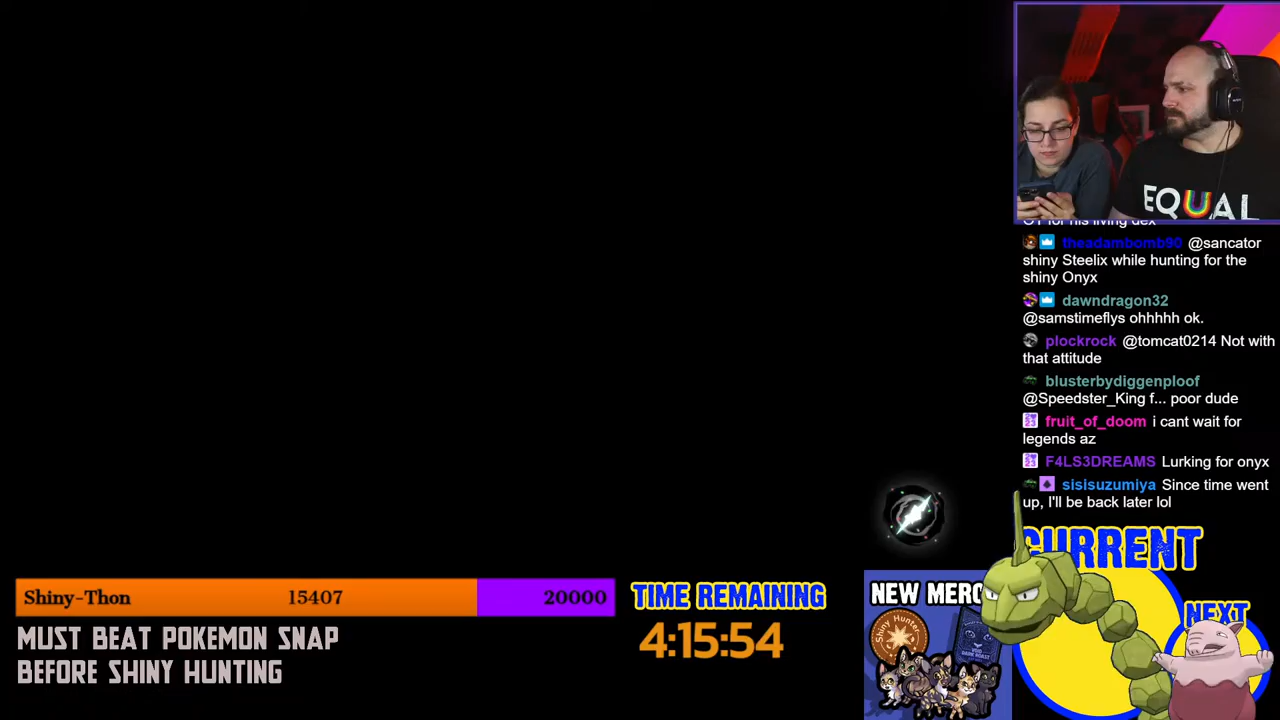 EQUAL
theadambomb90 @sancator
shiny Steelix while hunting for the
shiny Onyx
dawndragon32
@samstimeflys ohhhhh ok.
plockrock @tomcat0214 Not with
that attitude
blusterbydiggenploof
@Speedster_King f... poor dude
fruit_of_doom i cant wait for
legends az
F4LS3DREAMS Lurking for onyx
sisisuzumiya Since time went
up, I'll be back later lol
CURRENT
NEXT
Shiny-Thon 15407 20000
MUST BEAT POKEMON SNAP
BEFORE SHINY HUNTING
TIME REMAINING
4:15:54
NEW MERC
Shiny Hunter